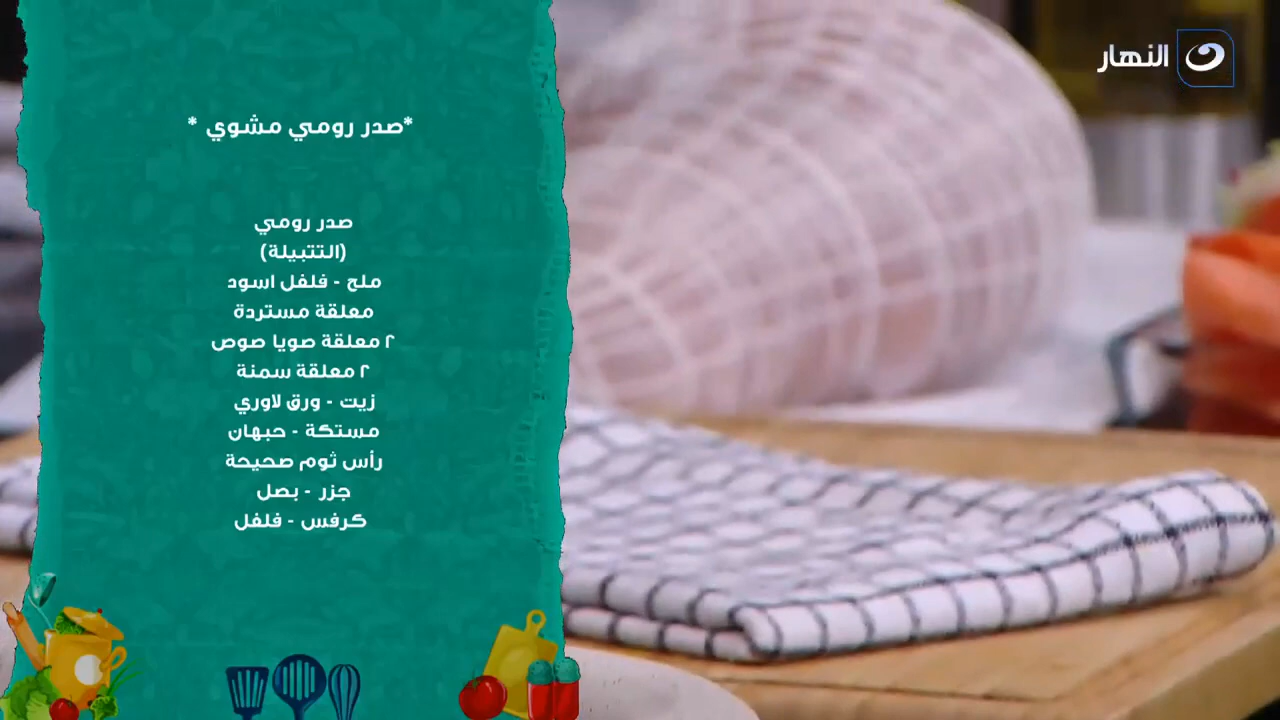 النهار
*صدر رومي مشوي *
صدر رومي
(التتبيلة)
ملح - فلفل اسود
معلقة مستردة
٢ معلقة صويا صوص
٢ معلقة سمنة
زيت - ورق لاوري
مستكة - حبهان
رأس ثوم صحيحة
جزر - بصل
كرفس - فلفل